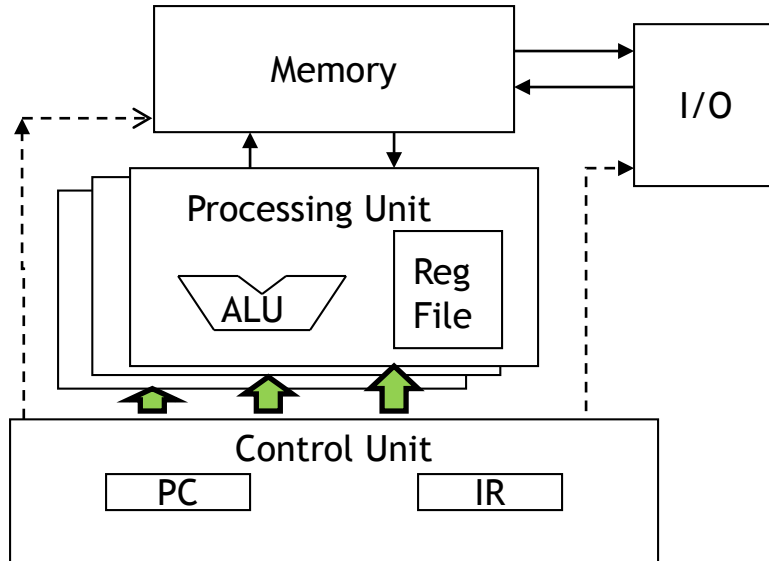 Memory
I/O
Processing Unit
ALU
Reg
File
Control Unit
PC
IR